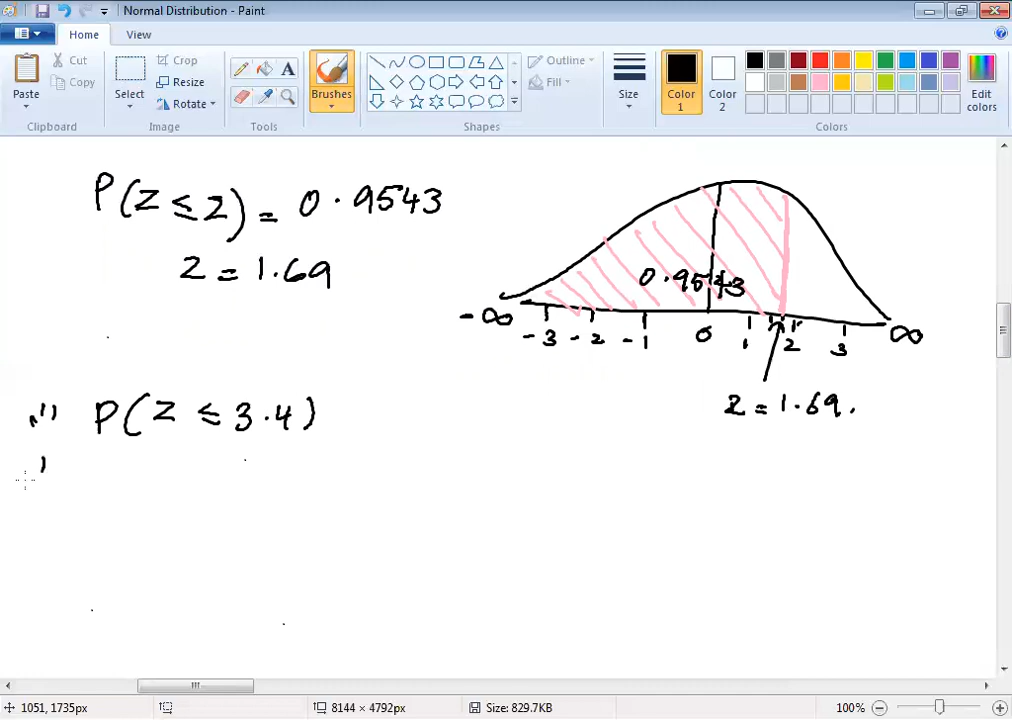 Normal Distribution - Paint
Home View
Paste
Cut
Copy
Clipboard
Select
Crop
Resize
Rotate
Image
A
Tools
Brushes
Shapes
Outline
Fill
Size
Color 1
Color 2
Edit colors
Colors
P(Z ≤ z) = 0.9543
z = 1.69
0.9543
-∞ -3 -2 -1 0 1 2 3 ∞
z = 1.69.
P(Z ≤ 3.4)
1051, 1735px
8144 × 4792px
Size: 829.7KB
100%